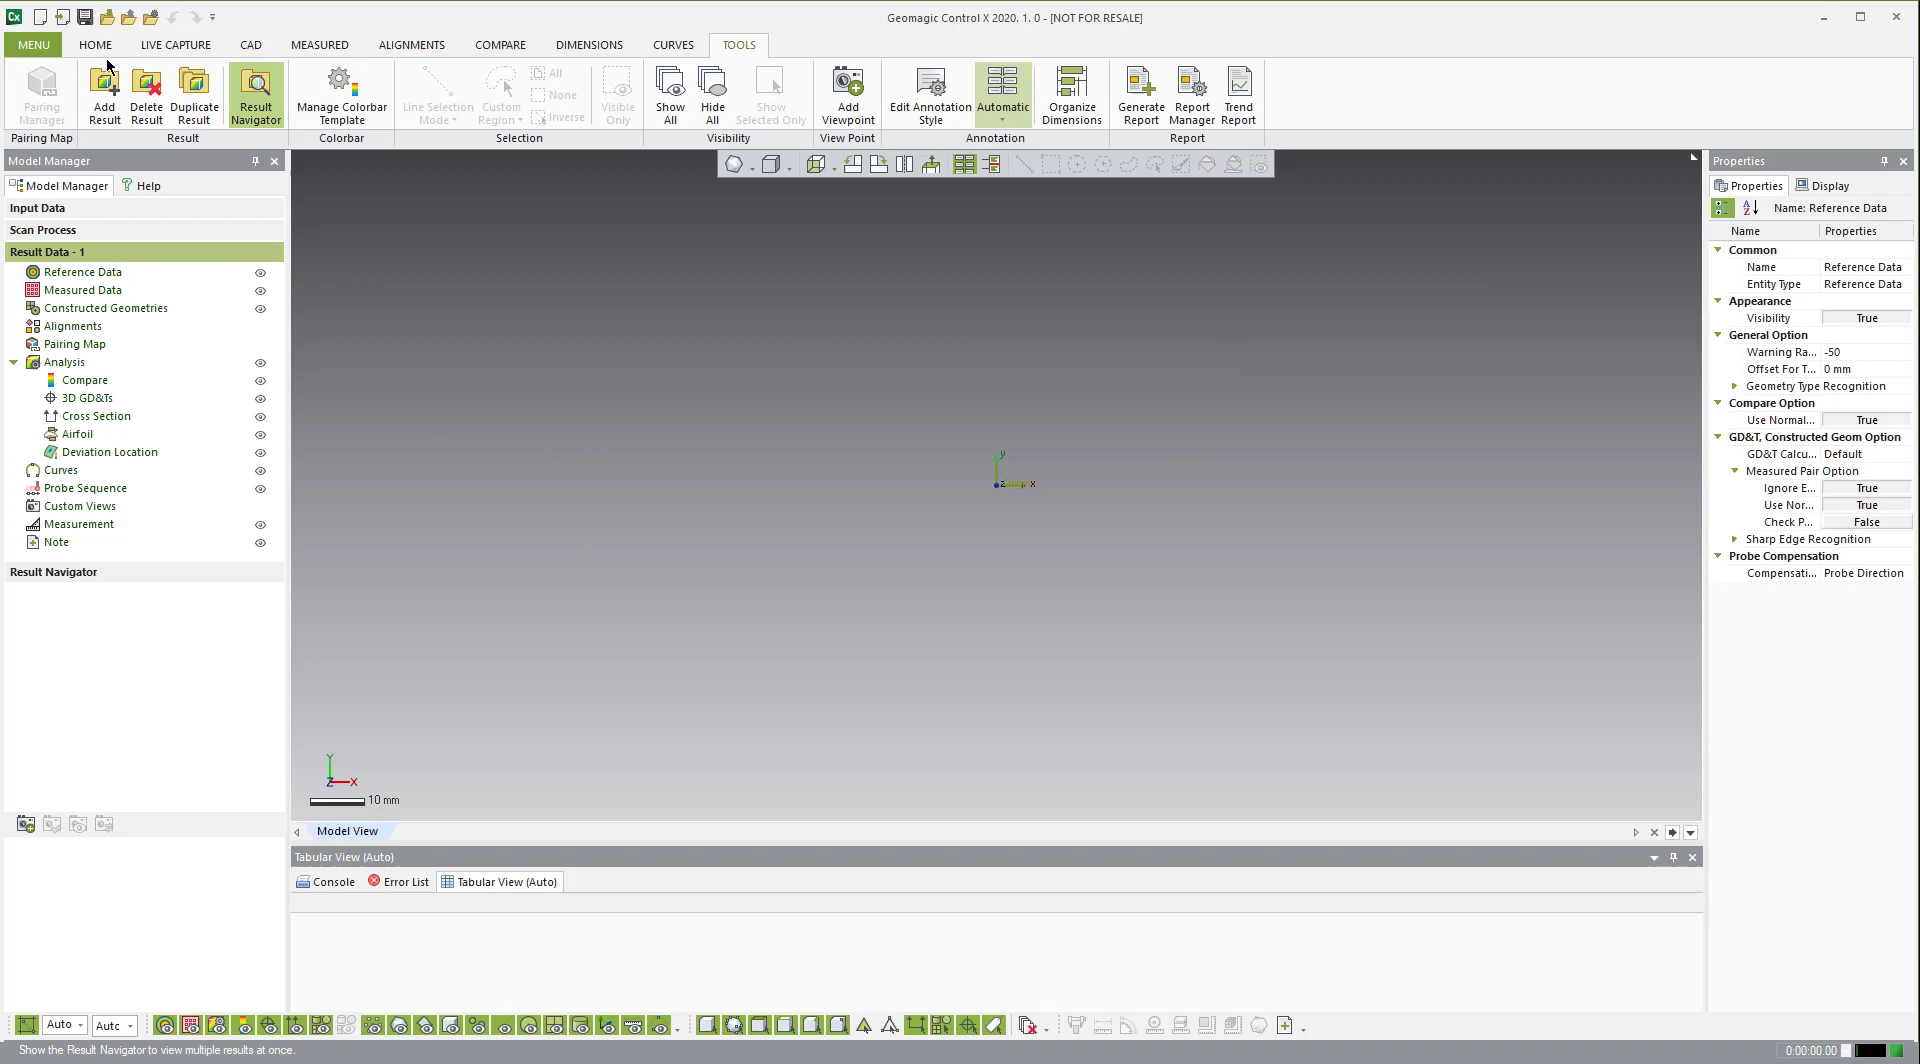 Cx
Geomagic Control X 2020. 1. 0 - [NOT FOR RESALE]
MENU HOME LIVE CAPTURE CAD MEASURED ALIGNMENTS COMPARE DIMENSIONS CURVES TOOLS
Pairing Manager
Add Result
Delete Result
Duplicate Result
Result Navigator
Manage Colorbar Template
Line Selection Mode
Custom Region
All
None
Inverse
Visible Only
Show All
Hide All
Show Selected Only
Add Viewpoint
Edit Annotation Style
Automatic
Organize Dimensions
Generate Report
Report Manager
Trend Report
Pairing Map Result Colorbar Selection Visibility View Point Annotation Report
Model Manager
Model Manager Help
Input Data
Scan Process
Result Data - 1
Reference Data
Measured Data
Constructed Geometries
Alignments
Pairing Map
Analysis
Compare
3D GD&Ts
Cross Section
Airfoil
Deviation Location
Curves
Probe Sequence
Custom Views
Measurement
Note
Result Navigator
y
z x
Y
Z X
10 mm
Model View
Tabular View (Auto)
Console Error List Tabular View (Auto)
Properties
Properties Display
Name: Reference Data
Name Properties
Common
Name Reference Data
Entity Type Reference Data
Appearance
Visibility True
General Option
Warning Ra... -50
Offset For T... 0 mm
Geometry Type Recognition
Compare Option
Use Normal... True
GD&T, Constructed Geom Option
GD&T Calcu... Default
Measured Pair Option
Ignore E... True
Use Nor... True
Check P... False
Sharp Edge Recognition
Probe Compensation
Compensati... Probe Direction
Auto Autc
Show the Result Navigator to view multiple results at once.
0:00:00.00